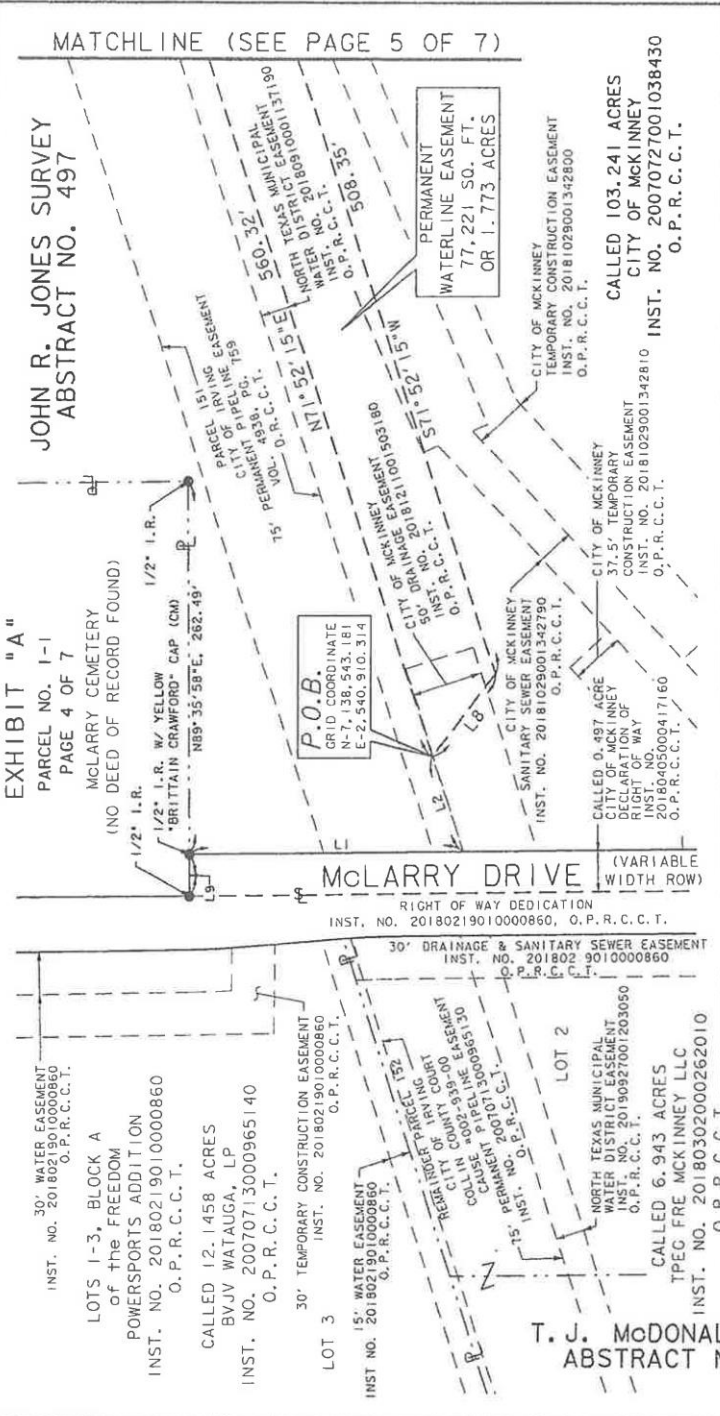 MATCHLINE (SEE PAGE 5 OF 7)
EXHIBIT "A"
PARCEL NO. 1-1
PAGE 4 OF 7
McLARRY CEMETERY
(NO DEED OF RECORD FOUND)
JOHN R. JONES SURVEY
ABSTRACT NO. 497
1/2" I.R.
1/2" I.R. W/ YELLOW
"BRITTAIN CRAWFORD" CAP (CM)
N89°35'58"E, 262.49'
1/2" I.R.
PARCEL 151
CITY OF IRVING EASEMENT
75' PERMANENT PIPELINE
VOL. 4938, PG. 759
D.R.C.C.T.
N71°52'15"E 560.32'
NORTH TEXAS MUNICIPAL
WATER DISTRICT EASEMENT
INST. NO. 20180910001137190
O.P.R.C.C.T.
508.35'
S71°52'15"W
PERMANENT
WATERLINE EASEMENT
77,221 SQ. FT.
OR 1.773 ACRES
P.O.B.
GRID COORDINATE
N-7,138,543.181
E-2,540,910.314
CITY OF MCKINNEY
50' DRAINAGE EASEMENT
INST. NO. 20181211001503180
O.P.R.C.C.T.
L8
L2
L1
L9
CITY OF MCKINNEY
SANITARY SEWER EASEMENT
INST. NO. 20181029001342790
O.P.R.C.C.T.
CITY OF MCKINNEY
TEMPORARY CONSTRUCTION EASEMENT
INST. NO. 20181029001342800
O.P.R.C.C.T.
CALLED 103.241 ACRES
CITY OF McKINNEY
INST. NO. 20070727001038430
O.P.R.C.C.T.
CITY OF MCKINNEY
37.5' TEMPORARY
CONSTRUCTION EASEMENT
INST. NO. 20181029001342810
O.P.R.C.C.T.
CALLED 0.497 ACRE
CITY OF MCKINNEY
DECLARATION OF
RIGHT OF WAY
INST. NO.
20180405000417160
O.P.R.C.C.T.
McLARRY DRIVE
(VARIABLE
WIDTH ROW)
RIGHT OF WAY DEDICATION
INST. NO. 20180219010000860, O.P.R.C.C.T.
30' DRAINAGE & SANITARY SEWER EASEMENT
INST. NO. 201802 9010000860
O.P.R.C.C.T.
30' WATER EASEMENT
INST. NO. 20180219010000860
O.P.R.C.C.T.
LOTS 1-3, BLOCK A
of the FREEDOM
POWERSPORTS ADDITION
INST. NO. 20180219010000860
O.P.R.C.C.T.
CALLED 12.1458 ACRES
BVJV WATAUGA, LP
INST. NO. 20070713000965140
O.P.R.C.C.T.
30' TEMPORARY CONSTRUCTION EASEMENT
INST. NO. 20180219010000860
O.P.R.C.C.T.
LOT 3
15' WATER EASEMENT
INST NO. 20180219010000860
O.P.R.C.C.T.
REMAINDER PARCEL 152
CITY OF IRVING
COLLIN COUNTY COURT
CAUSE #002-939-00
75' PERMANENT PIPELINE EASEMENT
INST. NO. 20070713000965130
O.P.R.C.C.T.
LOT 2
NORTH TEXAS MUNICIPAL
WATER DISTRICT EASEMENT
INST. NO. 20190927001203050
O.P.R.C.C.T.
CALLED 6.943 ACRES
TPEG FRE MCKINNEY LLC
INST. NO. 20180302000262010
O.P.R.C.C.T.
T. J. McDONAL
ABSTRACT N